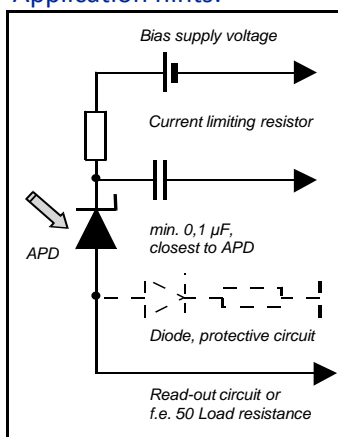 Application hints:
Bias supply voltage
Current limiting resistor
min. 0,1 µF,
closest to APD
APD
Diode, protective circuit
Read-out circuit or
f.e. 50 Load resistance